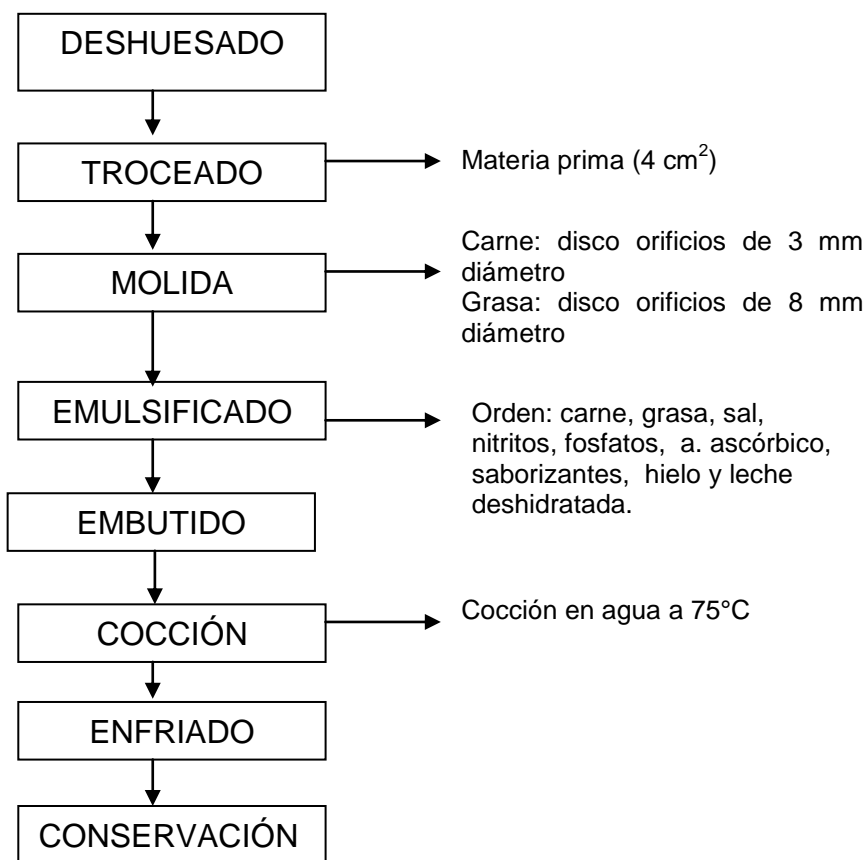 DESHUESADO
TROCEADO
Materia prima (4 cm²)
MOLIDA
Carne: disco orificios de 3 mm
diámetro
Grasa: disco orificios de 8 mm
diámetro
EMULSIFICADO
Orden: carne, grasa, sal,
nitritos, fosfatos, a. ascórbico,
saborizantes, hielo y leche
deshidratada.
EMBUTIDO
COCCIÓN
Cocción en agua a 75°C
ENFRIADO
CONSERVACIÓN